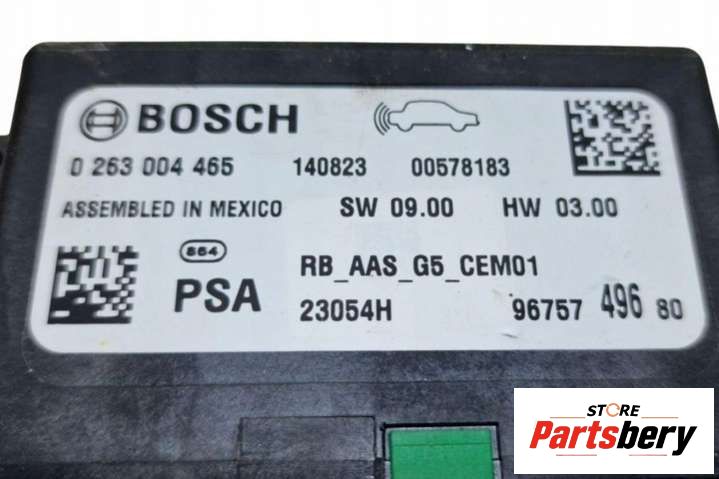 BOSCH
0 263 004 465 140823 00578183
ASSEMBLED IN MEXICO SW 09.00 HW 03.00
664
RB_AAS_G5_CEM01
PSA 23054H 96757 496 80
STORE
Partsbery